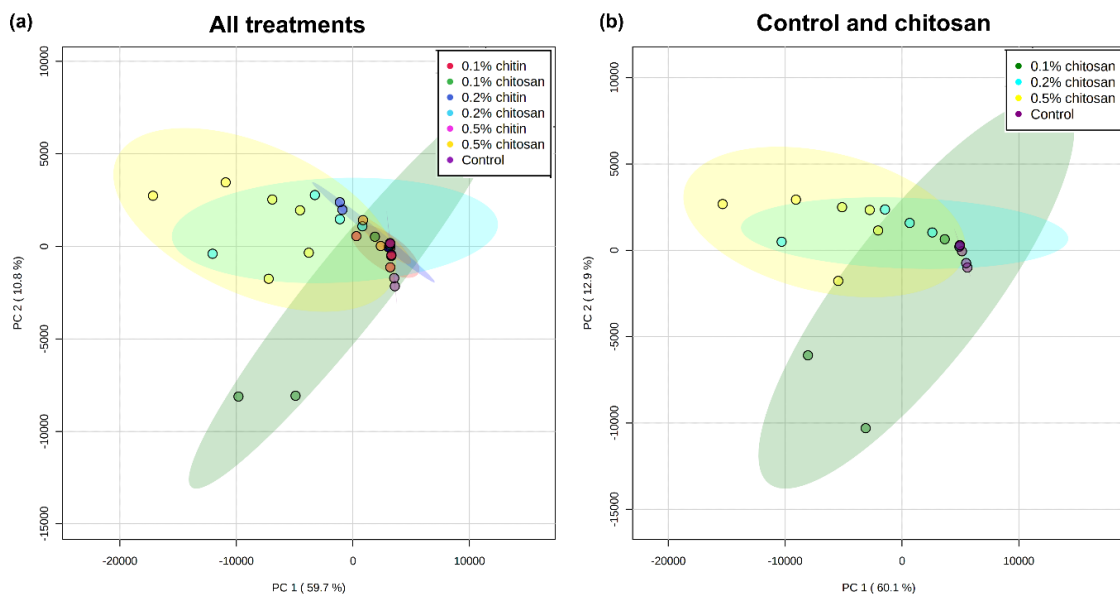 (a)
All treatments
0.1% chitin
0.1% chitosan
0.2% chitin
0.2% chitosan
0.5% chitin
0.5% chitosan
Control
10000
5000
0
-5000
-10000
-15000
PC 2 ( 10.8 %)
-20000
-10000
0
10000
PC 1 ( 59.7 %)
(b)
Control and chitosan
0.1% chitosan
0.2% chitosan
0.5% chitosan
Control
10000
5000
0
-5000
-10000
-15000
PC 2 ( 12.9 %)
-20000
-10000
0
10000
PC 1 ( 60.1 %)